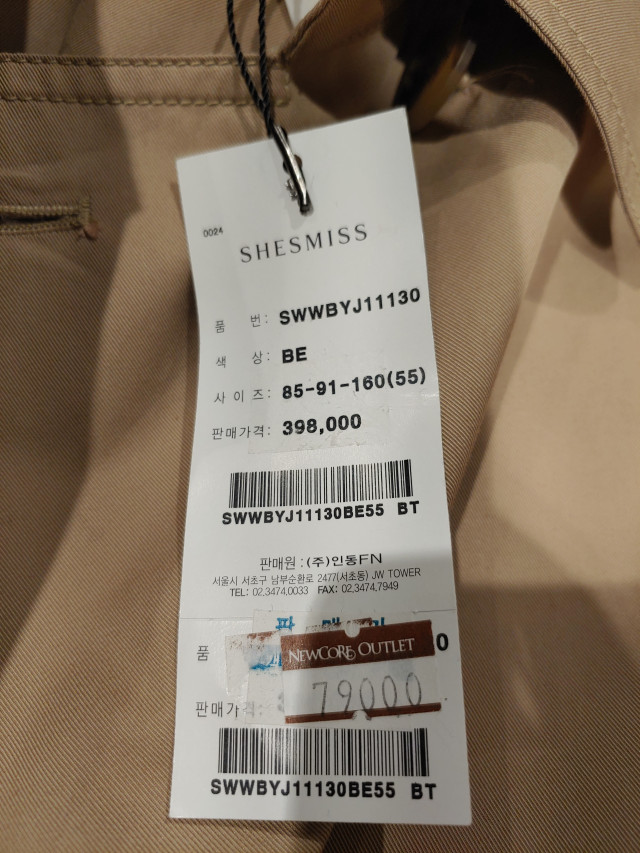 0024
SHESMISS
품 번: SWWBYJ11130
색 상: BE
사 이 즈: 85-91-160(55)
판매가격: 398,000
SWWBYJ11130BE55 BT
판매원 : (주)인동FN
서울시 서초구 남부순환로 2477(서초동) JW TOWER
TEL: 02.3474.0033 FAX: 02.3474.7949
품 0
NEWCORE OUTLET
판매가격: 79000
SWWBYJ11130BE55 BT